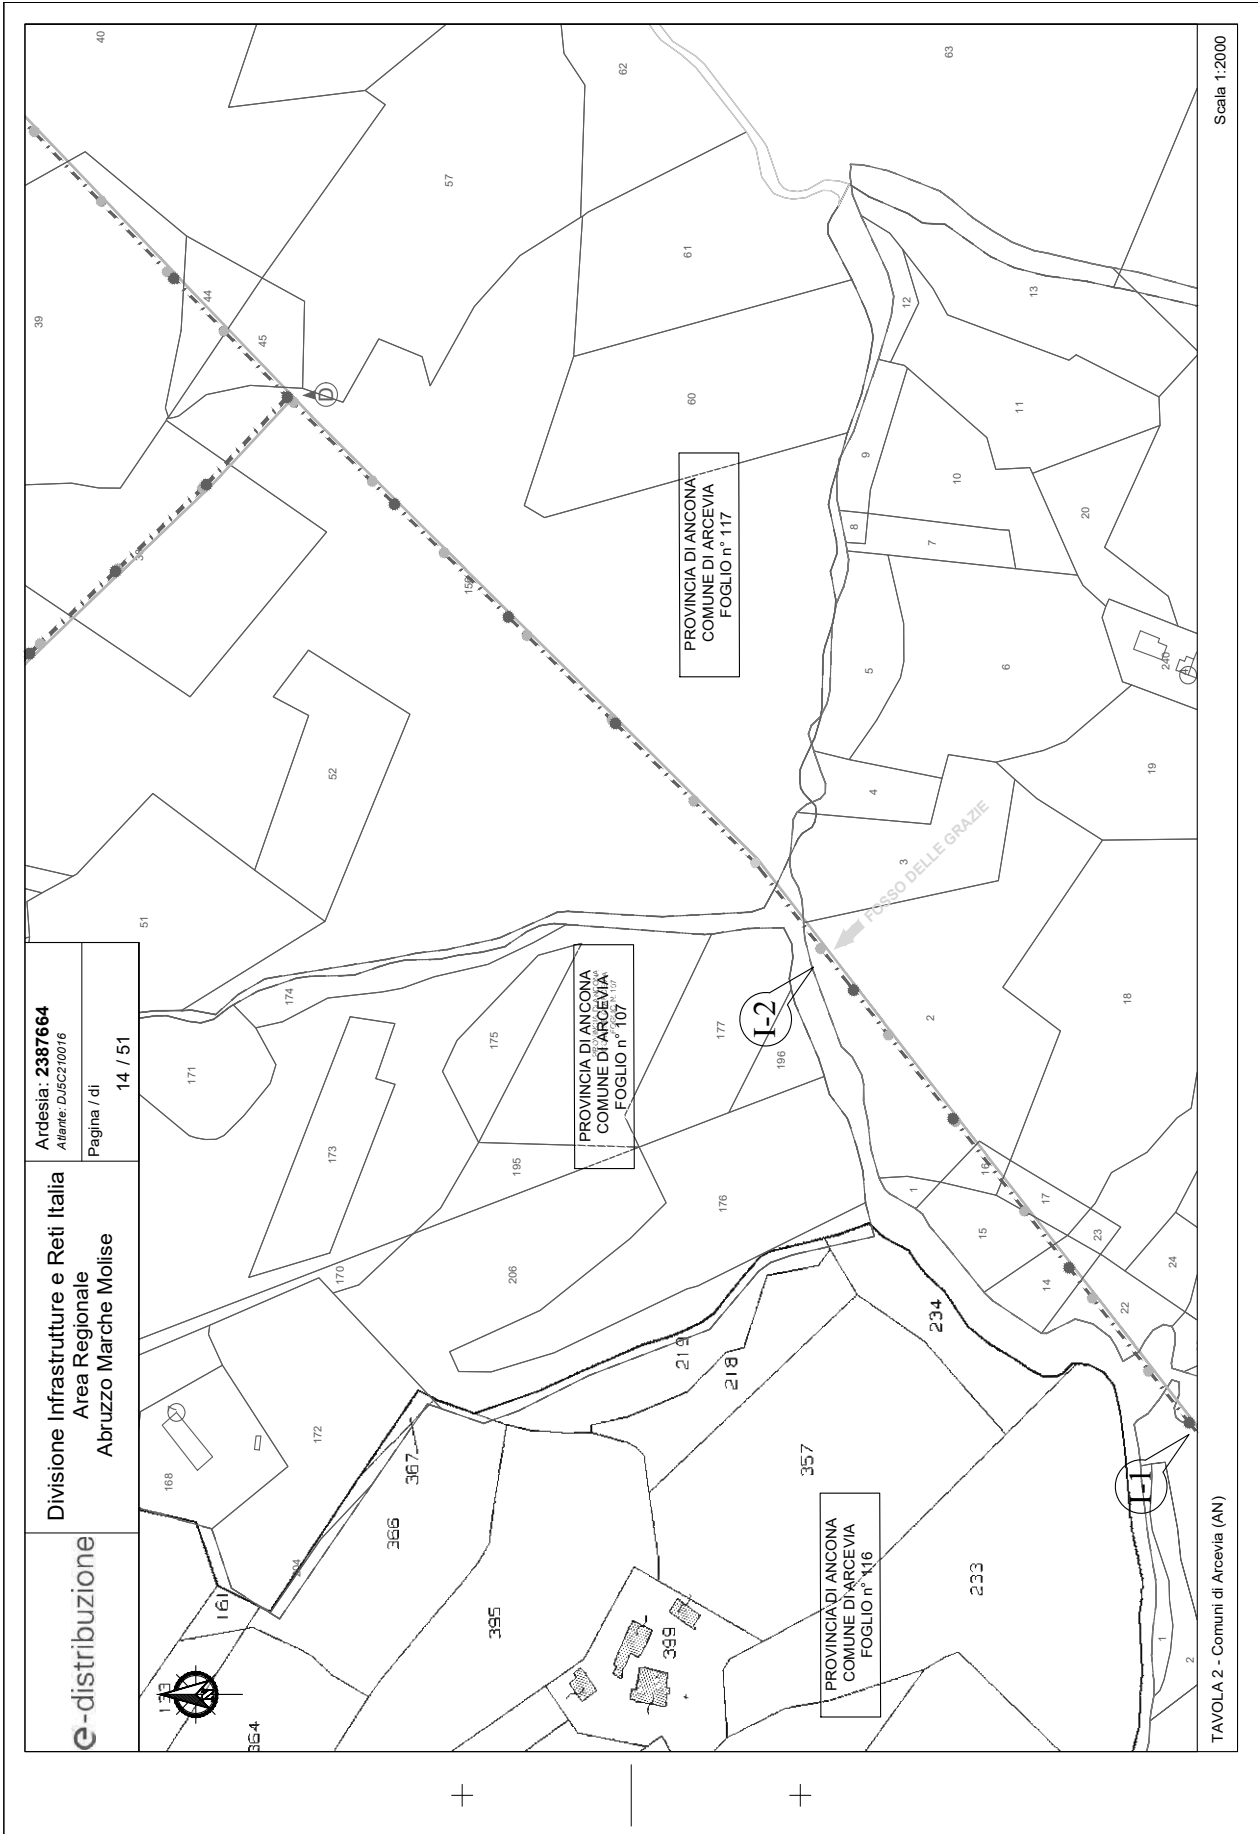 e-distribuzione
Divisione Infrastrutture e Reti Italia
Area Regionale
Abruzzo Marche Molise
Ardesia: 2387664
Atlante: DJ5C210016
Pagina / di
14 / 51
40
39
44
45
57
62
63
61
60
38
150
52
51
D
12
13
11
9
8
10
7
20
5
6
240
4
19
3
2
18
PROVINCIA DI ANCONA
COMUNE DI ARCEVIA
FOGLIO n° 117
FOSSO DELLE GRAZIE
I-2
174
171
175
173
177
196
195
176
170
206
PROVINCIA DI ANCONA
COMUNE DI ARCEVIA
FOGLIO n° 107
1
16
17
15
23
14
22
24
168
172
204
161
367
366
364
395
399
219
218
234
357
233
PROVINCIA DI ANCONA
COMUNE DI ARCEVIA
FOGLIO n° 116
I-1
1
2
TAVOLA 2 - Comuni di Arcevia (AN)
Scala 1:2000